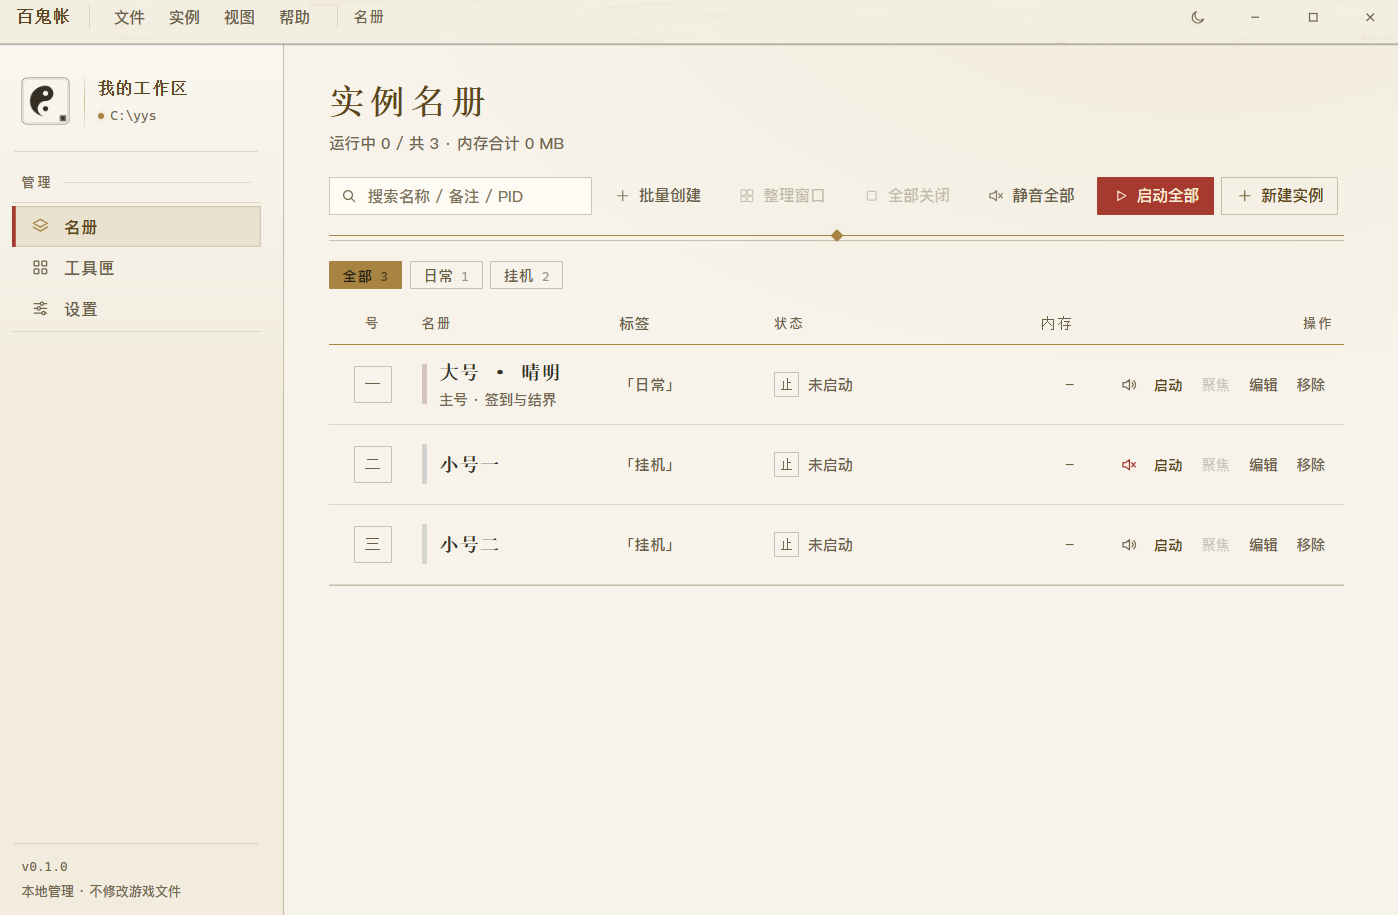 百鬼帐 文件 实例 视图 帮助 名册
我的工作区
C:\yys
管理
名册
工具匣
设置
v0.1.0
本地管理 · 不修改游戏文件
实例名册
运行中 0 / 共 3 · 内存合计 0 MB
搜索名称 / 备注 / PID 批量创建 整理窗口 全部关闭 静音全部 启动全部 新建实例
全部 3 日常 1 挂机 2
号 名册 标签 状态 内存 操作
一 大号 • 晴明 「日常」 止 未启动 – 启动 聚焦 编辑 移除
主号 · 签到与结界
二 小号一 「挂机」 止 未启动 – 启动 聚焦 编辑 移除
三 小号二 「挂机」 止 未启动 – 启动 聚焦 编辑 移除